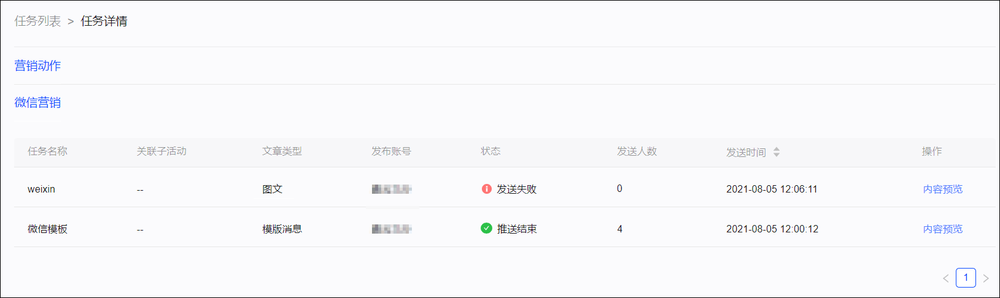 任务列表 > 任务详情
营销动作
微信营销
任务名称 关联子活动 文章类型 发布账号 状态 发送人数 发送时间 操作
weixin -- 图文 发送失败 0 2021-08-05 12:06:11 内容预览
微信模板 -- 模版消息 推送结束 4 2021-08-05 12:00:12 内容预览
< 1 >